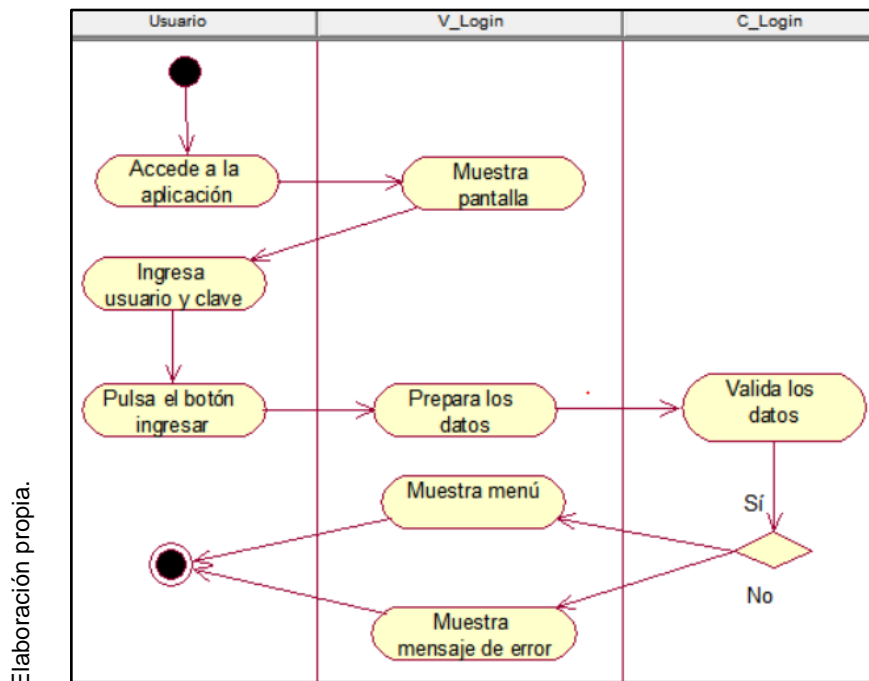 Usuario
V_Login
C_Login
Accede a la
aplicación
Muestra
pantalla
Ingresa
usuario y clave
Pulsa el botón
ingresar
Prepara los
datos
Valida los
datos
Muestra menú
Sí
No
Muestra
mensaje de error
Elaboración propia.